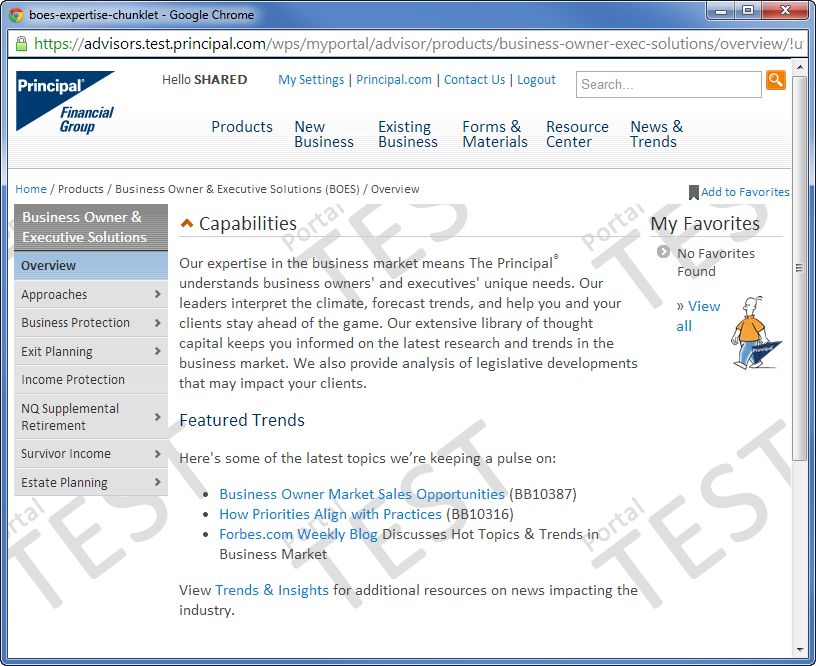 boes-expertise-chunklet - Google Chrome
https://advisors.test.principal.com/wps/myportal/advisor/products/business-owner-exec-solutions/overview/!u
Principal®
Financial
Group
Hello SHARED
My Settings | Principal.com | Contact Us | Logout
Search...
Products
New
Business
Existing
Business
Forms &
Materials
Resource
Center
News &
Trends
Home / Products / Business Owner & Executive Solutions (BOES) / Overview
Add to Favorites
Business Owner &
Executive Solutions
Overview
Approaches
Business Protection
Exit Planning
Income Protection
NQ Supplemental
Retirement
Survivor Income
Estate Planning
Capabilities
Our expertise in the business market means The Principal®
understands business owners' and executives' unique needs. Our
leaders interpret the climate, forecast trends, and help you and your
clients stay ahead of the game. Our extensive library of thought
capital keeps you informed on the latest research and trends in the
business market. We also provide analysis of legislative developments
that may impact your clients.
Featured Trends
Here's some of the latest topics we're keeping a pulse on:
• Business Owner Market Sales Opportunities (BB10387)
• How Priorities Align with Practices (BB10316)
• Forbes.com Weekly Blog Discusses Hot Topics & Trends in
Business Market
View Trends & Insights for additional resources on news impacting the
industry.
My Favorites
No Favorites
Found
» View
all
Principal
Portal
TEST
Portal
TEST
Portal
TEST
Portal
TEST
Portal
TEST